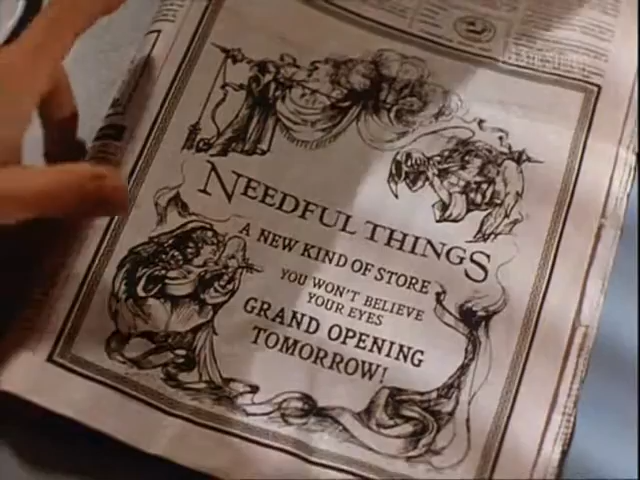 NEEDFUL THINGS
A NEW KIND OF STORE
YOU WON'T BELIEVE
YOUR EYES
GRAND OPENING
TOMORROW!